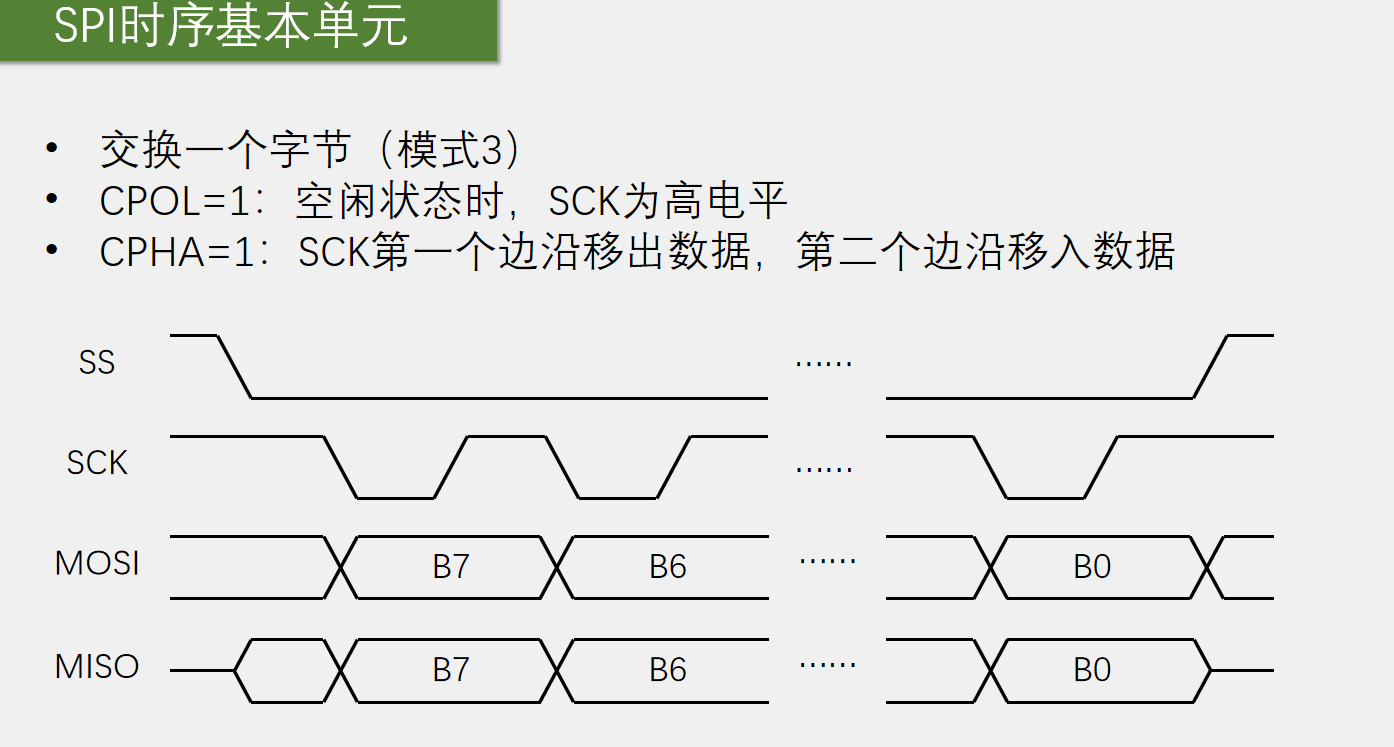 SPI时序基本单元
• 交换一个字节（模式3）
• CPOL=1：空闲状态时，SCK为高电平
• CPHA=1：SCK第一个边沿移出数据，第二个边沿移入数据
SS ……
SCK ……
MOSI B7 B6 …… B0
MISO B7 B6 …… B0